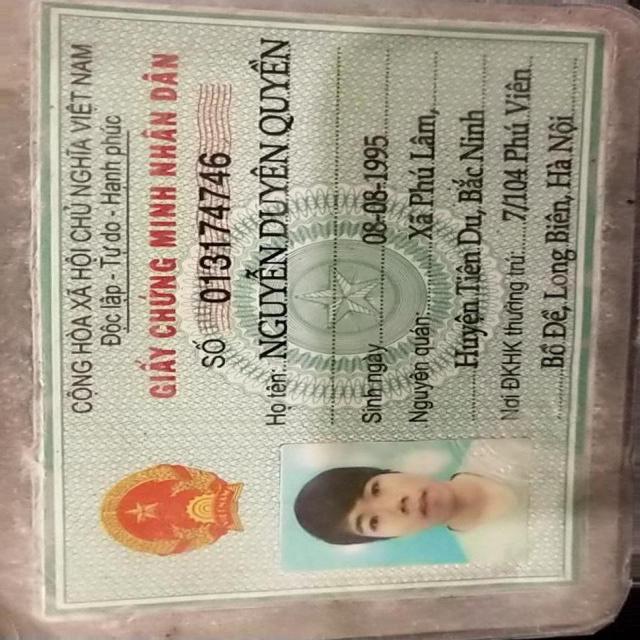 CỘNG HÒA XÃ HỘI CHỦ NGHĨA VIỆT NAM
Độc lập - Tự do - Hạnh phúc
GIẤY CHỨNG MINH NHÂN DÂN
SỐ 013174746
Họ tên: NGUYỄN DUYÊN QUYỀN
Sinh ngày 08-08-1995
Nguyên quán: Xã Phú Lâm,
Huyện Tiên Du, Bắc Ninh
Nơi ĐKHK thường trú: 7/104 Phú Viên
Bồ Đề, Long Biên, Hà Nội